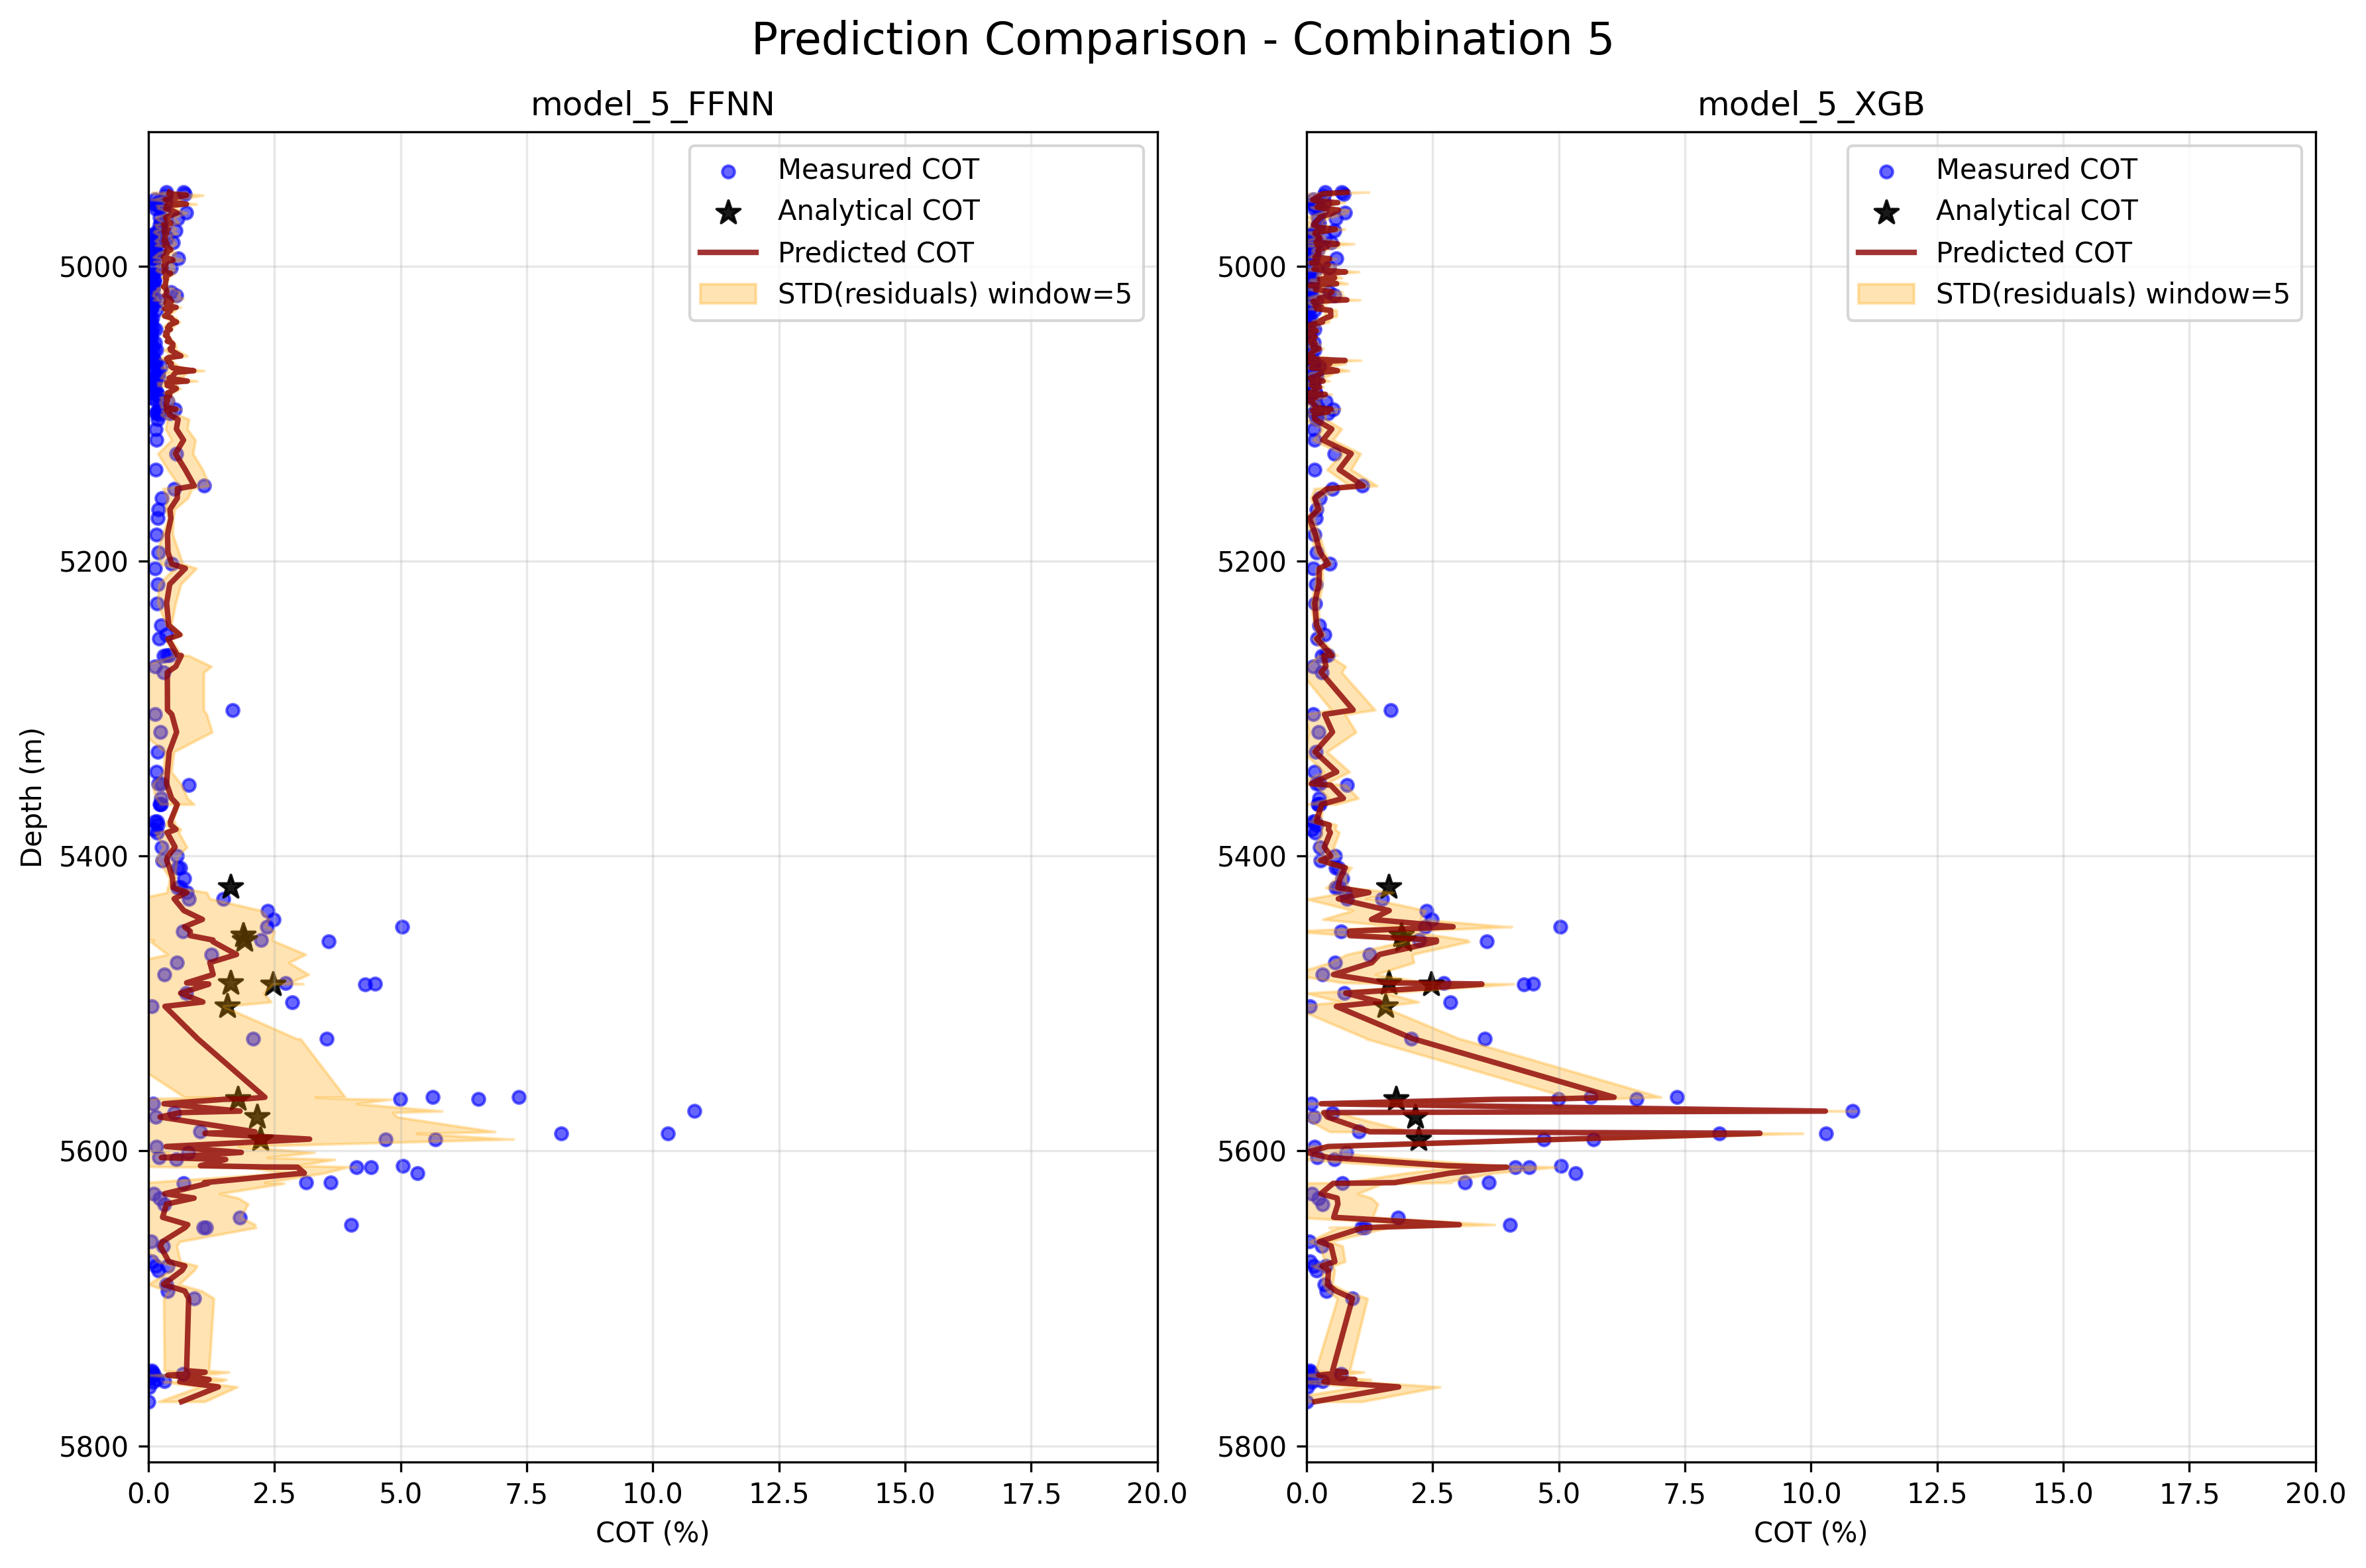 Prediction Comparison - Combination 5
model_5_FFNN
Measured COT
Analytical COT
Predicted COT
STD(residuals) window=5
Depth (m)
5000
5200
5400
5600
5800
0.0 2.5 5.0 7.5 10.0 12.5 15.0 17.5 20.0
COT (%)
model_5_XGB
Measured COT
Analytical COT
Predicted COT
STD(residuals) window=5
5000
5200
5400
5600
5800
0.0 2.5 5.0 7.5 10.0 12.5 15.0 17.5 20.0
COT (%)